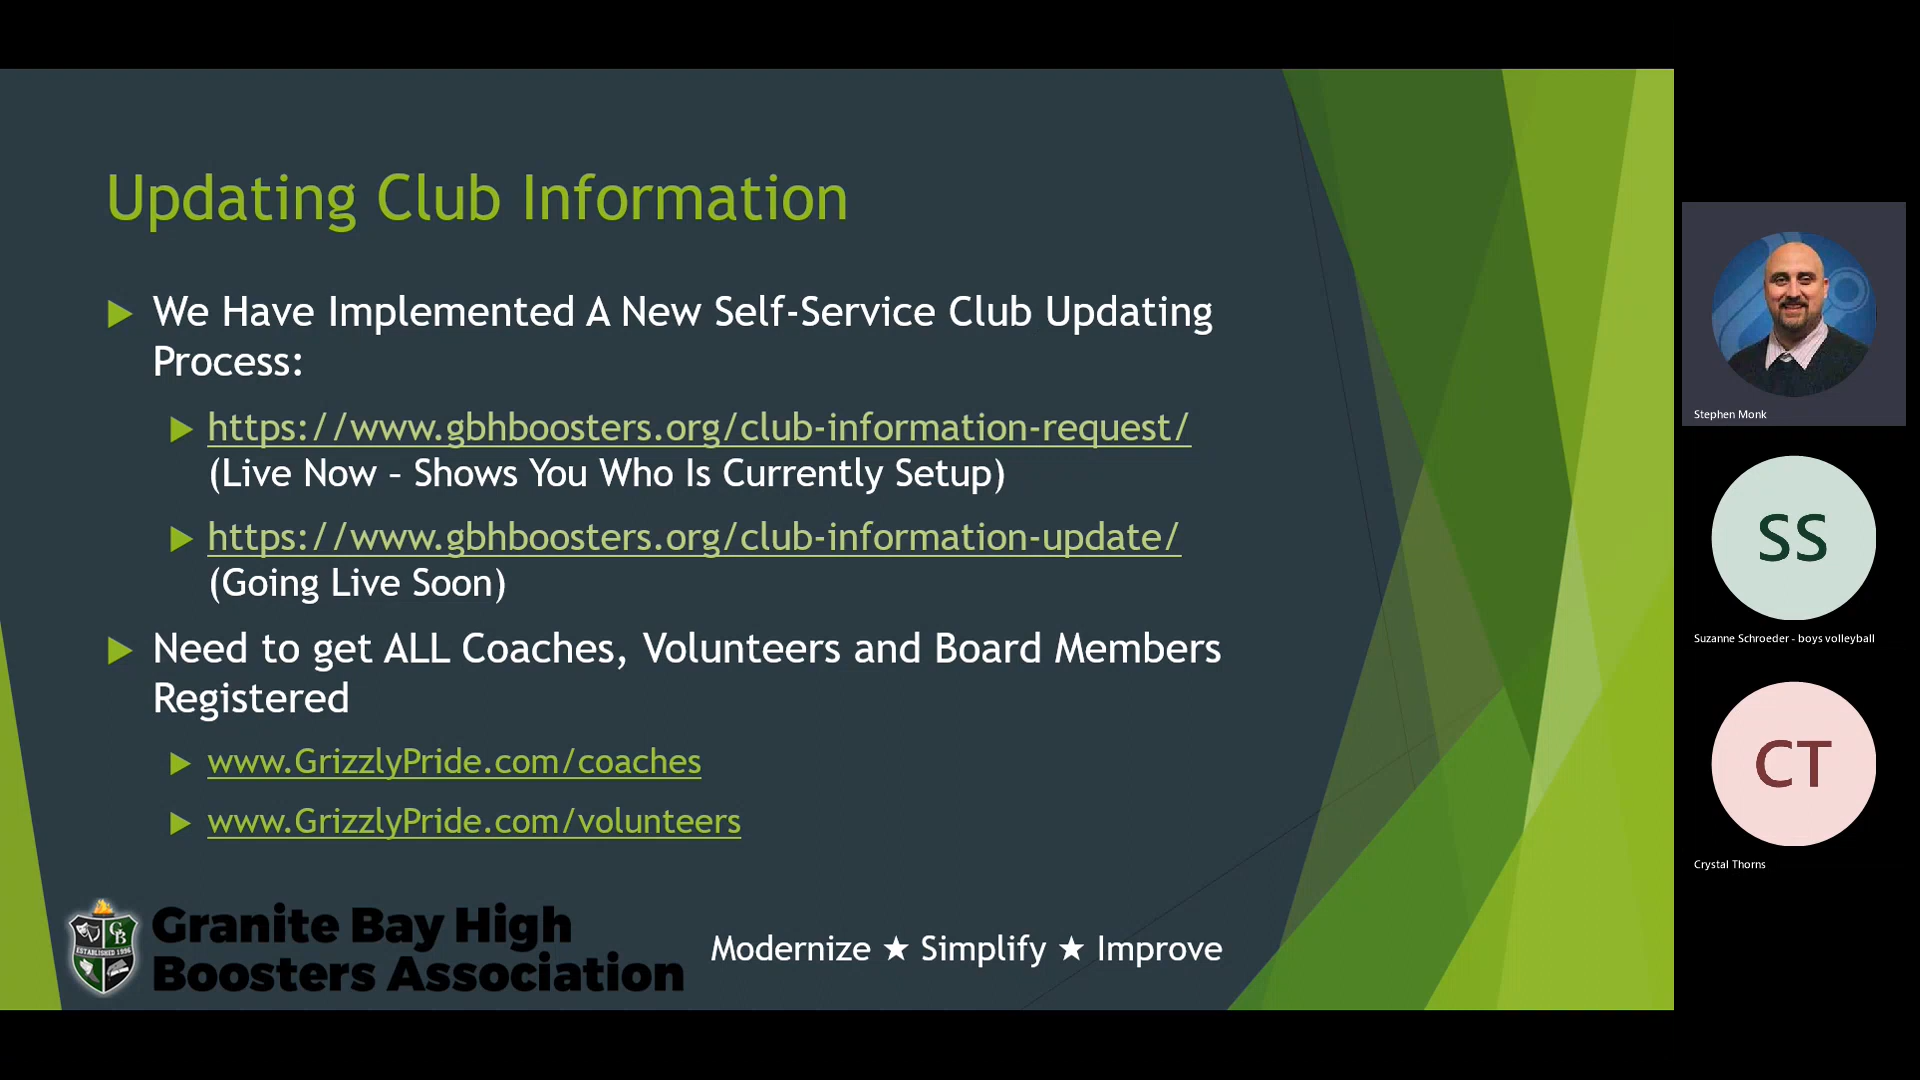 Updating Club Information
We Have Implemented A New Self-Service Club Updating
Process:
https://www.gbhboosters.org/club-information-request/
(Live Now – Shows You Who Is Currently Setup)
https://www.gbhboosters.org/club-information-update/
(Going Live Soon)
Need to get ALL Coaches, Volunteers and Board Members
Registered
www.GrizzlyPride.com/coaches
www.GrizzlyPride.com/volunteers
GB
ESTABLISHED 1996
Granite Bay High
Boosters Association
Modernize ★ Simplify ★ Improve
Stephen Monk
SS
Suzanne Schroeder - boys volleyball
CT
Crystal Thorns